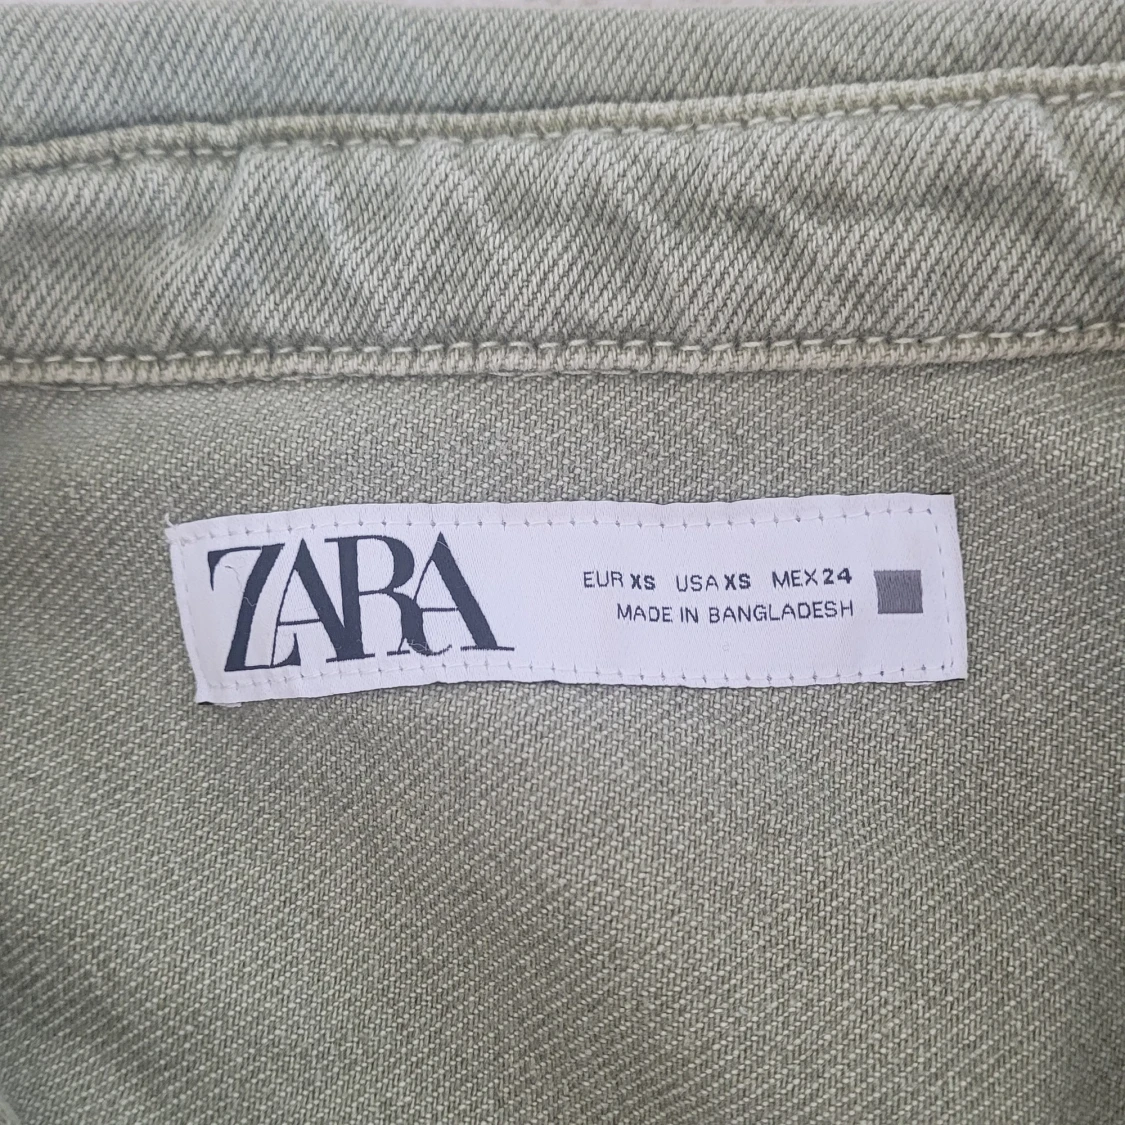 ZARA
EUR XS USA XS MEX 24
MADE IN BANGLADESH